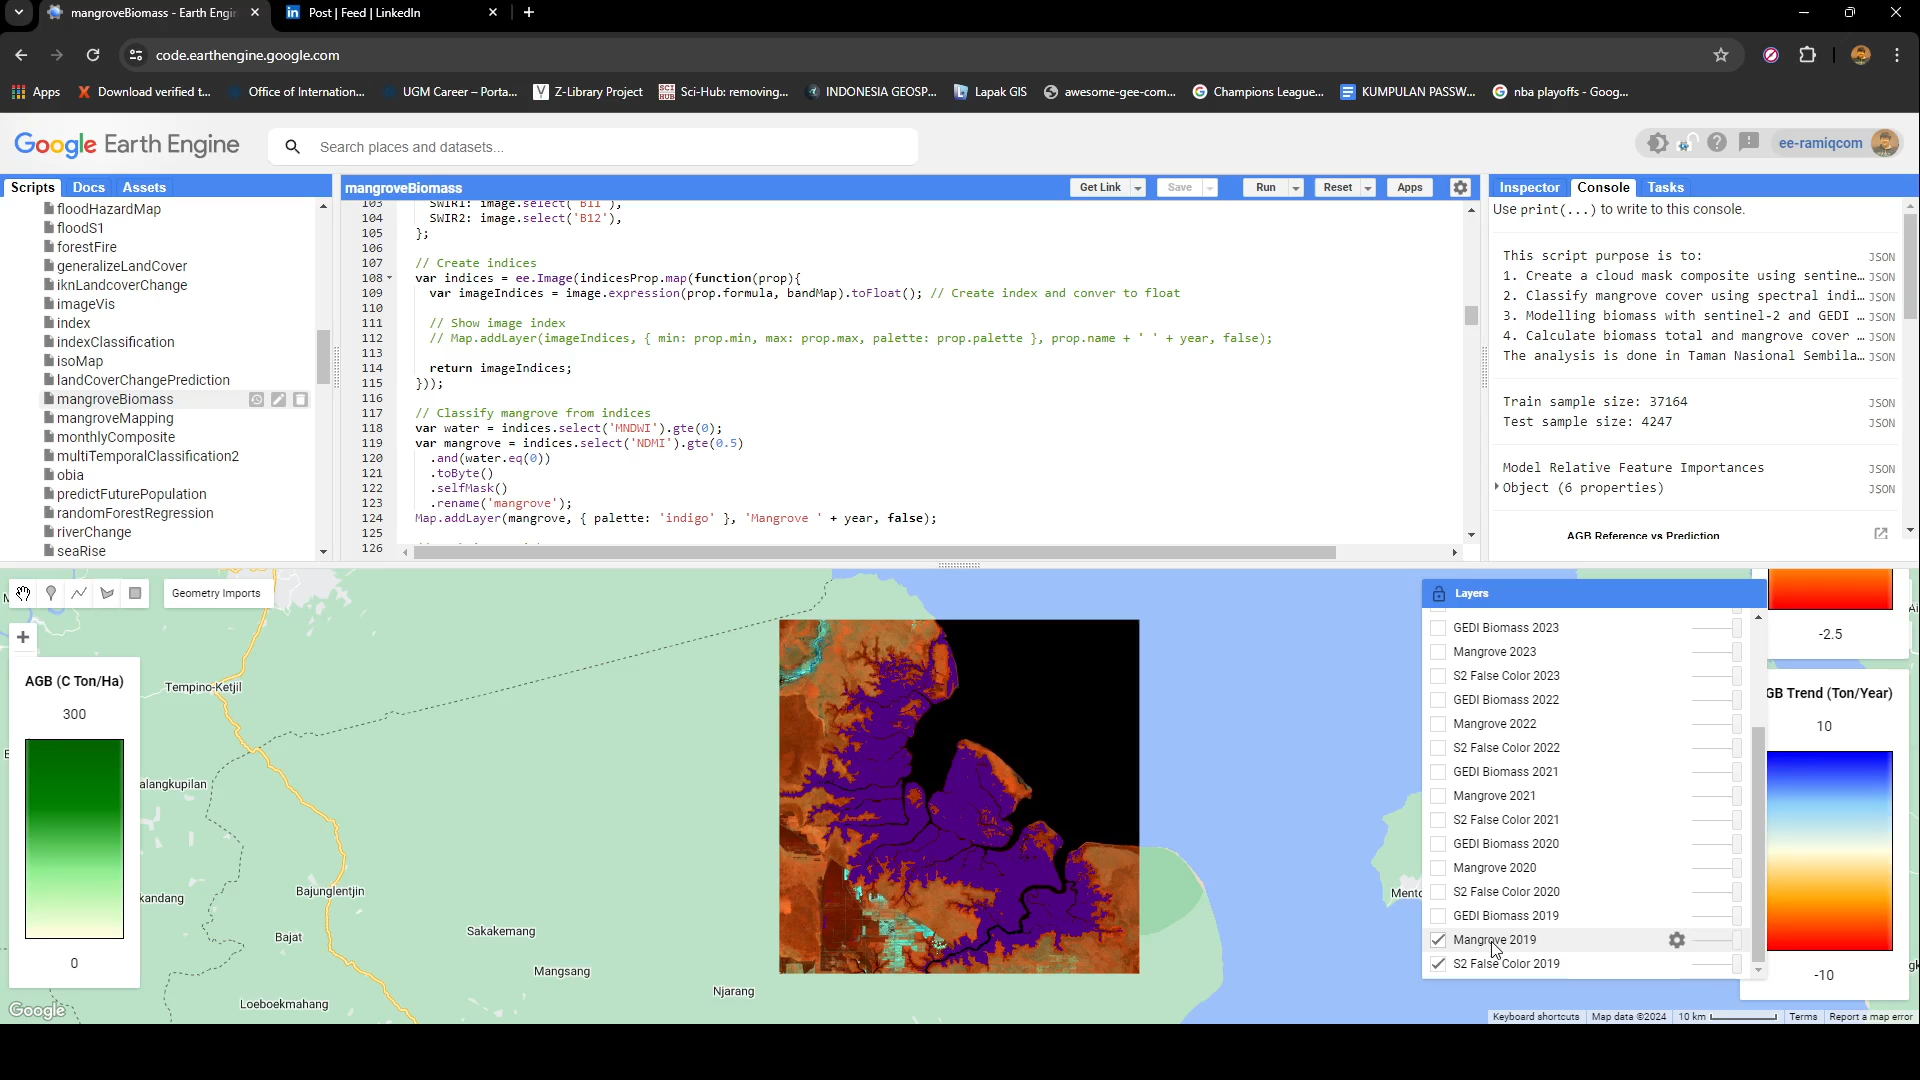 mangroveBiomass - Earth Engin
Post | Feed | LinkedIn
code.earthengine.google.com
Apps
Download verified t...
Office of Internation...
UGM Career – Porta...
Z-Library Project
Sci-Hub: removing...
INDONESIA GEOSP...
Lapak GIS
awesome-gee-com...
Champions League...
KUMPULAN PASSW...
nba playoffs - Goog...
Google Earth Engine
Search places and datasets...
ee-ramiqcom
Scripts
Docs
Assets
floodHazardMap
floodS1
forestFire
generalizeLandCover
iknLandcoverChange
imageVis
index
indexClassification
isoMap
landCoverChangePrediction
mangroveBiomass
mangroveMapping
monthlyComposite
multiTemporalClassification2
obia
predictFuturePopulation
randomForestRegression
riverChange
seaRise
mangroveBiomass
Get Link
Save
Run
Reset
Apps
103 SWIR1: image.select('B11'),
104 SWIR2: image.select('B12'),
105 };
106
107 // Create indices
108 var indices = ee.Image(indicesProp.map(function(prop){
109 var imageIndices = image.expression(prop.formula, bandMap).toFloat(); // Create index and conver to float
110
111 // Show image index
112 // Map.addLayer(imageIndices, { min: prop.min, max: prop.max, palette: prop.palette }, prop.name + ' ' + year, false);
113
114 return imageIndices;
115 }));
116
117 // Classify mangrove from indices
118 var water = indices.select('MNDWI').gte(0);
119 var mangrove = indices.select('NDMI').gte(0.5)
120 .and(water.eq(0))
121 .toByte()
122 .selfMask()
123 .rename('mangrove');
124 Map.addLayer(mangrove, { palette: 'indigo' }, 'Mangrove ' + year, false);
125
126
Inspector
Console
Tasks
Use print(...) to write to this console.
This script purpose is to: JSON
1. Create a cloud mask composite using sentine… JSON
2. Classify mangrove cover using spectral indi… JSON
3. Modelling biomass with sentinel-2 and GEDI … JSON
4. Calculate biomass total and mangrove cover … JSON
The analysis is done in Taman Nasional Sembila… JSON
Train sample size: 37164 JSON
Test sample size: 4247 JSON
Model Relative Feature Importances JSON
Object (6 properties) JSON
AGB Reference vs Prediction
Geometry Imports
AGB (C Ton/Ha)
300
0
Tempino-Ketjil
alangkupilan
kandang
Bajunglentjin
Bajat
Sakakemang
Mangsang
Loeboekmahang
Njarang
Google
Layers
GEDI Biomass 2023
Mangrove 2023
S2 False Color 2023
GEDI Biomass 2022
Mangrove 2022
S2 False Color 2022
GEDI Biomass 2021
Mangrove 2021
S2 False Color 2021
GEDI Biomass 2020
Mangrove 2020
S2 False Color 2020
GEDI Biomass 2019
Mangrove 2019
S2 False Color 2019
Mento
-2.5
GB Trend (Ton/Year)
10
-10
Keyboard shortcuts
Map data ©2024
10 km
Terms
Report a map error